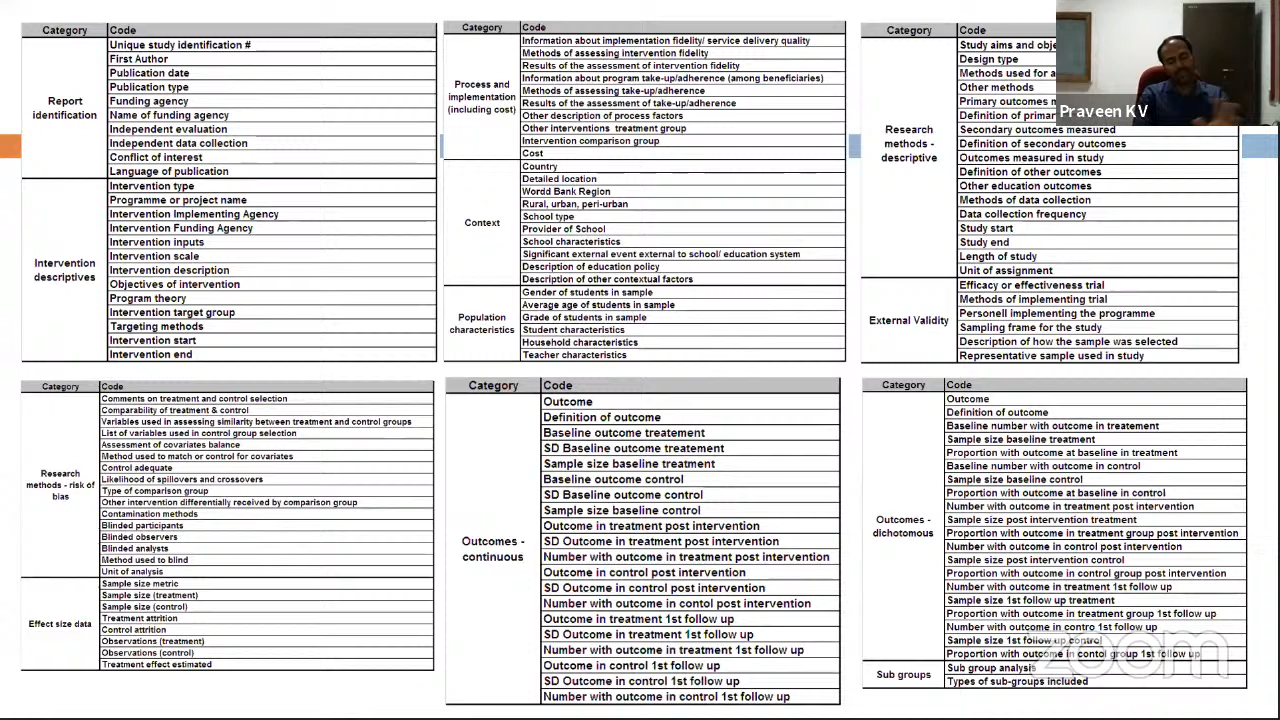 Category Code
Report identification
Unique study identification #
First Author
Publication date
Publication type
Funding agency
Name of funding agency
Independent evaluation
Independent data collection
Conflict of interest
Language of publication
Intervention descriptives
Intervention type
Programme or project name
Intervention Implementing Agency
Intervention Funding Agency
Intervention inputs
Intervention scale
Intervention description
Objectives of intervention
Program theory
Intervention target group
Targeting methods
Intervention start
Intervention end
Category Code
Process and implementation (including cost)
Information about implementation fidelity/ service delivery quality
Methods of assessing intervention fidelity
Results of the assessment of intervention fidelity
Information about program take-up/adherence (among beneficiaries)
Methods of assessing take-up/adherence
Results of the assessment of take-up/adherence
Other description of process factors
Other interventions treatment group
Intervention comparison group
Cost
Context
Country
Detailed location
Wordd Bank Region
Rural, urban, peri-urban
School type
Provider of School
School characteristics
Significant external event external to school/ education system
Description of education policy
Description of other contextual factors
Population characteristics
Gender of students in sample
Average age of students in sample
Grade of students in sample
Student characteristics
Household characteristics
Teacher characteristics
Category Code
Research methods - descriptive
Study aims and obje
Design type
Methods used for a
Other methods
Primary outcomes m
Definition of primar
Secondary outcomes measured
Definition of secondary outcomes
Outcomes measured in study
Definition of other outcomes
Other education outcomes
Methods of data collection
Data collection frequency
Study start
Study end
Length of study
Unit of assignment
External Validity
Efficacy or effectiveness trial
Methods of implementing trial
Personell implementing the programme
Sampling frame for the study
Description of how the sample was selected
Representative sample used in study
Praveen KV
Category Code
Research methods - risk of bias
Comments on treatment and control selection
Comparability of treatment & control
Variables used in assessing similarity between treatment and control groups
List of variables used in control group selection
Assessment of covariates balance
Method used to match or control for covariates
Control adequate
Likelihood of spillovers and crossovers
Type of comparison group
Other intervention differentially received by comparison group
Contamination methods
Blinded participants
Blinded observers
Blinded analysts
Method used to blind
Unit of analysis
Effect size data
Sample size metric
Sample size (treatment)
Sample size (control)
Treatment attrition
Control attrition
Observations (treatment)
Observations (control)
Treatment effect estimated
Category Code
Outcomes - continuous
Outcome
Definition of outcome
Baseline outcome treatement
SD Baseline outcome treatement
Sample size baseline treatment
Baseline outcome control
SD Baseline outcome control
Sample size baseline control
Outcome in treatment post intervention
SD Outcome in treatment post intervention
Number with outcome in treatment post intervention
Outcome in control post intervention
SD Outcome in control post intervention
Number with outcome in contol post intervention
Outcome in treatment 1st follow up
SD Outcome in treatment 1st follow up
Number with outcome in treatment 1st follow up
Outcome in control 1st follow up
SD Outcome in control 1st follow up
Number with outcome in control 1st follow up
Category Code
Outcomes - dichotomous
Outcome
Definition of outcome
Baseline number with outcome in treatement
Sample size baseline treatment
Proportion with outcome at baseline in treatment
Baseline number with outcome in control
Sample size baseline control
Proportion with outcome at baseline in control
Number with outcome in treatment post intervention
Sample size post intervention treatment
Proportion with outcome in treatment group post intervention
Number with outcome in control post intervention
Sample size post intervention control
Proportion with outcome in control group post intervention
Number with outcome in treatment 1st follow up
Sample size 1st follow up treatment
Proportion with outcome in treatment group 1st follow up
Number with outcome in contro 1st follow up
Sample size 1st follow up control
Proportion with outcome in contol group 1st follow up
Sub groups
Sub group analysis
Types of sub-groups included
zoom